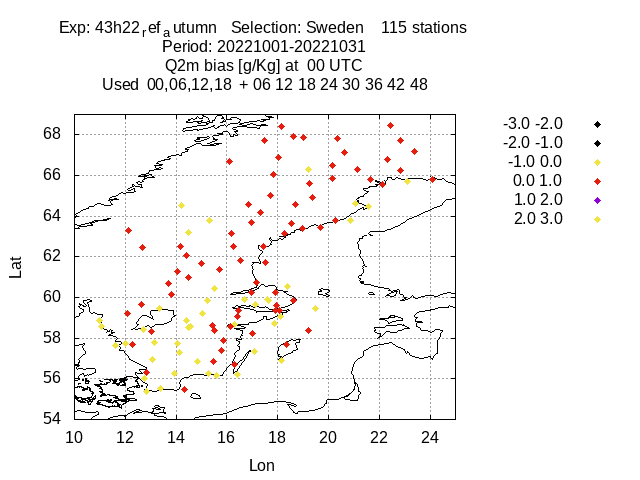 Exp: 43h22ref_autumn   Selection: Sweden    115 stations
Period: 20221001-20221031
Q2m bias [g/Kg] at  00 UTC
Used  00,06,12,18  + 06 12 18 24 30 36 42 48
68
66
64
62
60
58
56
54
Lat
10 12 14 16 18 20 22 24
Lon
-3.0 -2.0
-2.0 -1.0
-1.0 0.0
0.0 1.0
1.0 2.0
2.0 3.0